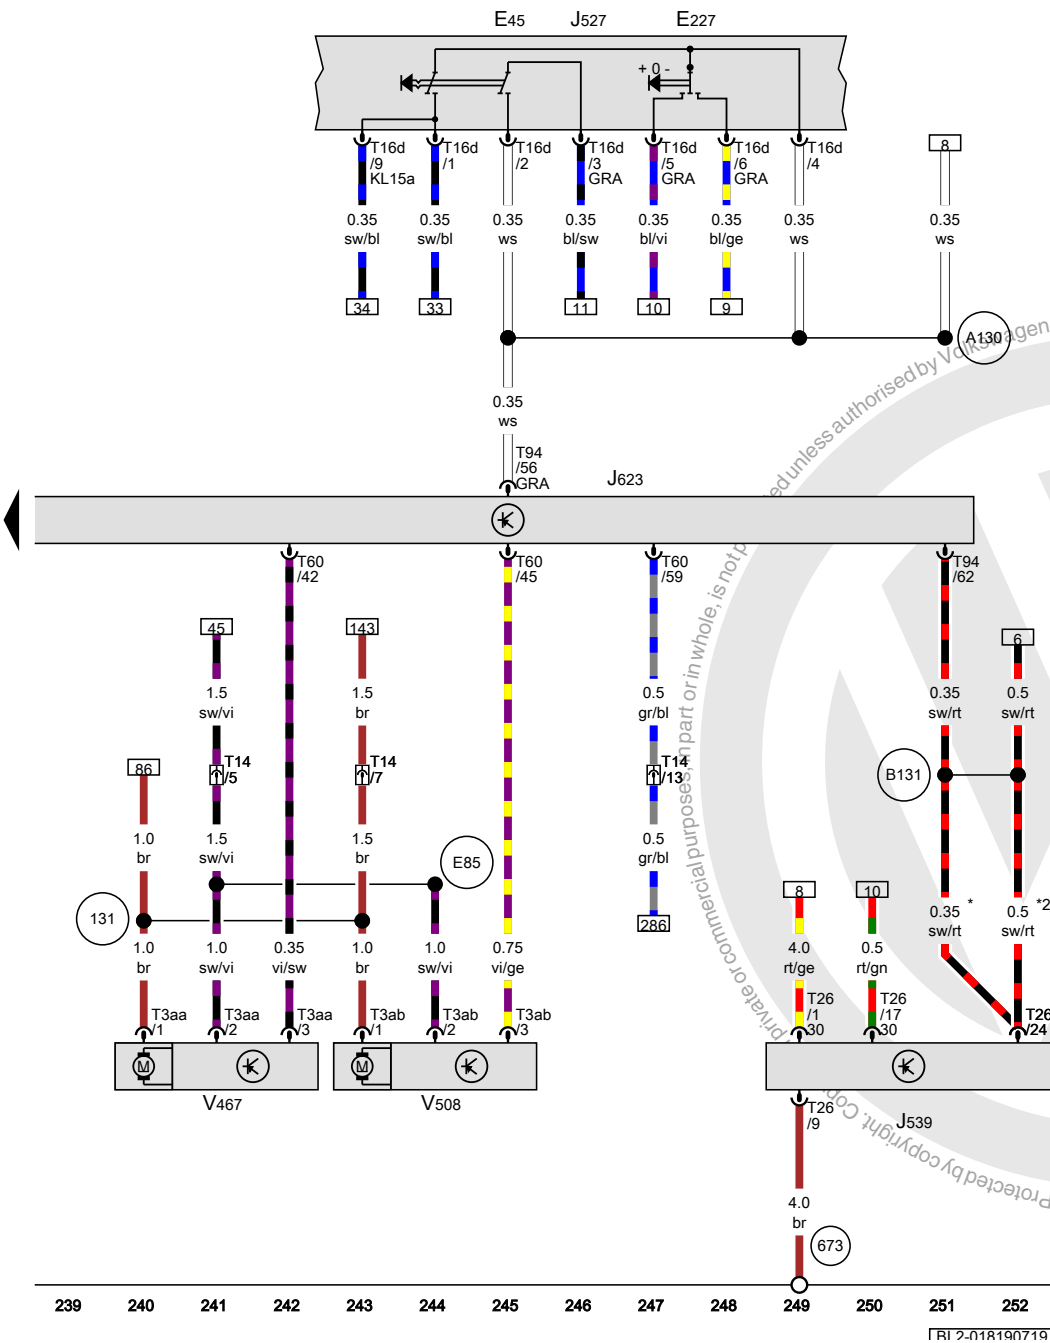 E45 J527 E227
+ 0 -
T16d /9 KL15a
T16d /1
T16d /2
T16d /3 GRA
T16d /5 GRA
T16d /6 GRA
T16d /4
8
0.35 sw/bl
0.35 sw/bl
0.35 ws
0.35 bl/sw
0.35 bl/vi
0.35 bl/ge
0.35 ws
0.35 ws
34 33 11 10 9
A130
0.35 ws
T94 /56 GRA
J623
T60 /42
T60 /45
T60 /59
T94 /62
45 143 6
1.5 sw/vi
1.5 br
0.5 gr/bl
0.35 sw/rt
0.5 sw/rt
86
T14 /5
T14 /7
T14 /13
B131
1.0 br
1.5 sw/vi
1.5 br
0.5 gr/bl
E85
131
8 10
286
0.35 sw/rt *
0.5 sw/rt *2
1.0 br
1.0 sw/vi
0.35 vi/sw
1.0 br
1.0 sw/vi
0.75 vi/ge
4.0 rt/ge
0.5 rt/gn
T3aa /1
T3aa /2
T3aa /3
T3ab /1
T3ab /2
T3ab /3
T26 /1 30
T26 /17 30
T26 /24
M M
V467 V508
T26 /9
J539
4.0 br
673
239 240 241 242 243 244 245 246 247 248 249 250 251 252
BL2-018190719
Protected by copyright. Cop
private or commercial purposes, in part or in whole, is not p
ed unless authorised by Volkswagen